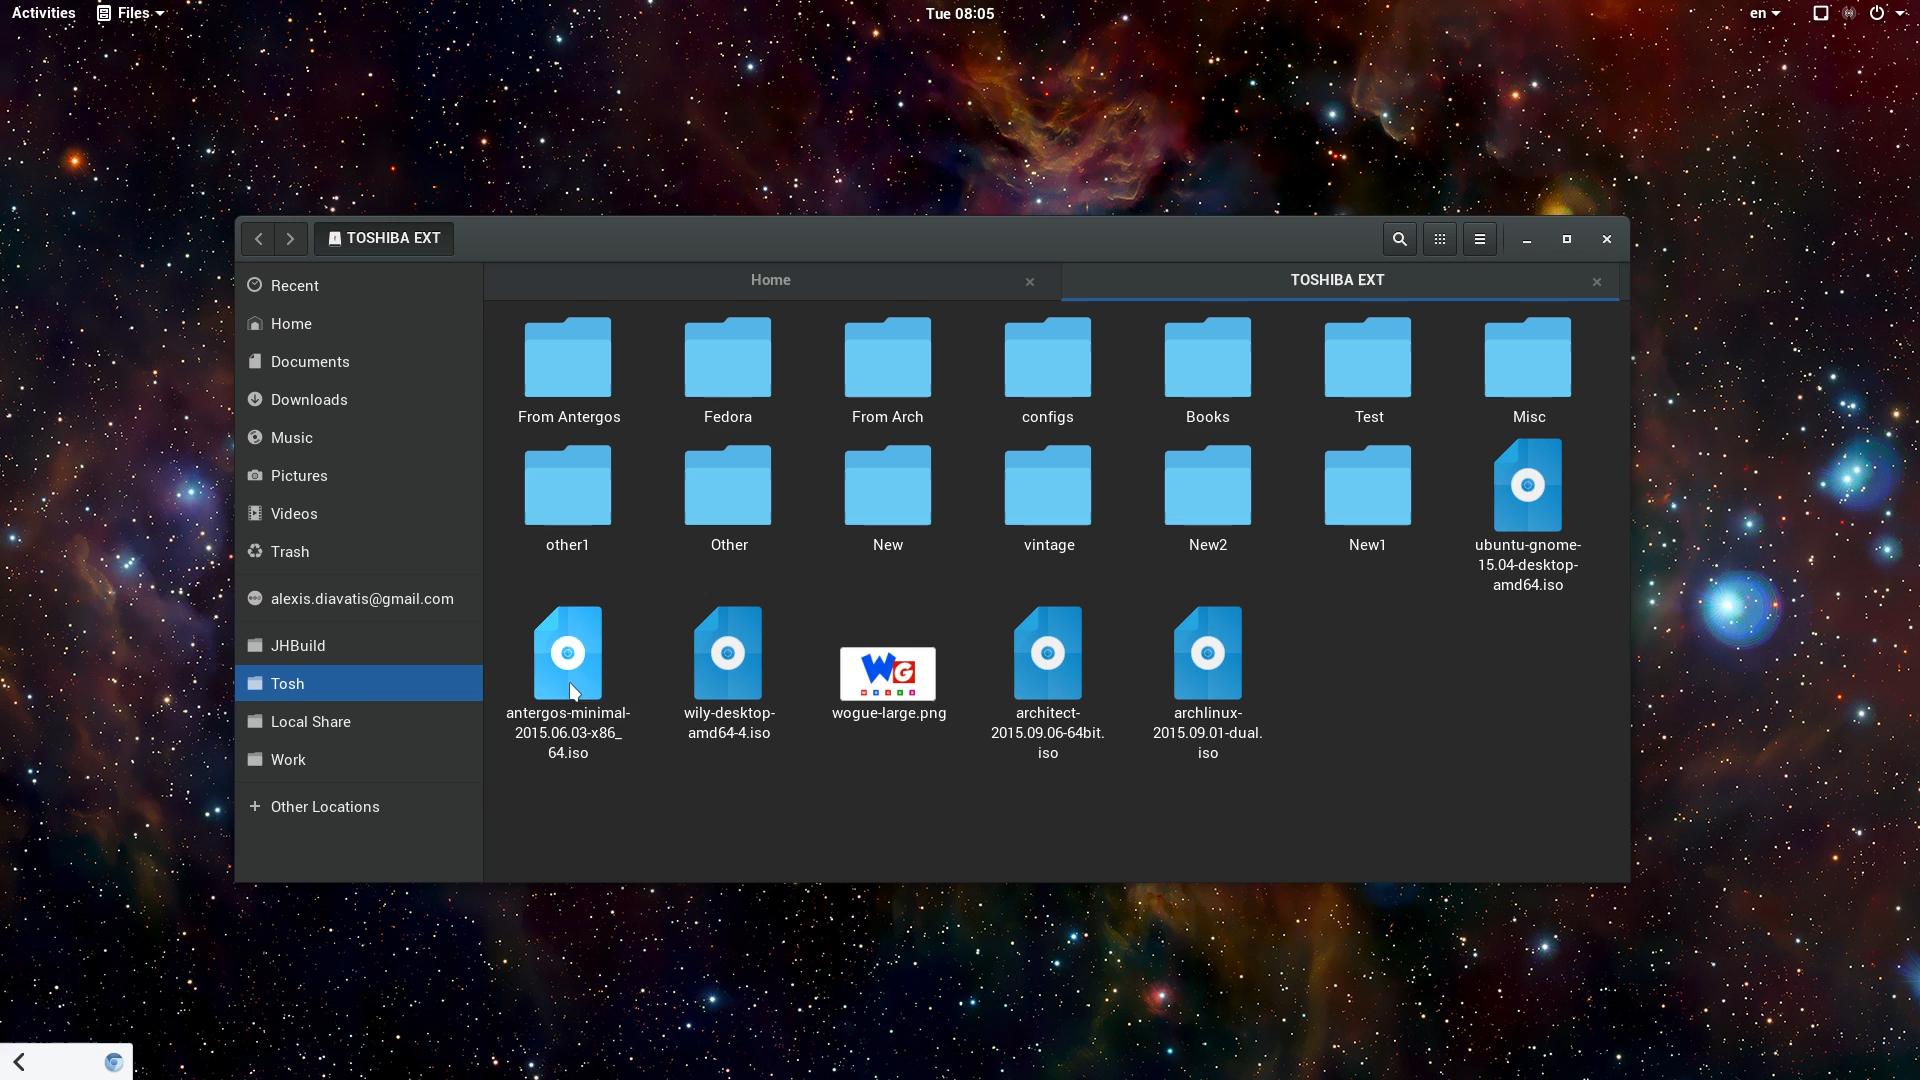 Activities Files Tue 08:05 en
TOSHIBA EXT
Home TOSHIBA EXT
Recent
Home
Documents
Downloads
Music
Pictures
Videos
Trash
alexis.diavatis@gmail.com
JHBuild
Tosh
Local Share
Work
Other Locations
From Antergos Fedora From Arch configs Books Test Misc
other1 Other New vintage New2 New1 ubuntu-gnome-
15.04-desktop-
amd64.iso
WG
antergos-minimal- wily-desktop- wogue-large.png architect- archlinux-
2015.06.03-x86_ amd64-4.iso 2015.09.06-64bit. 2015.09.01-dual.
64.iso iso iso